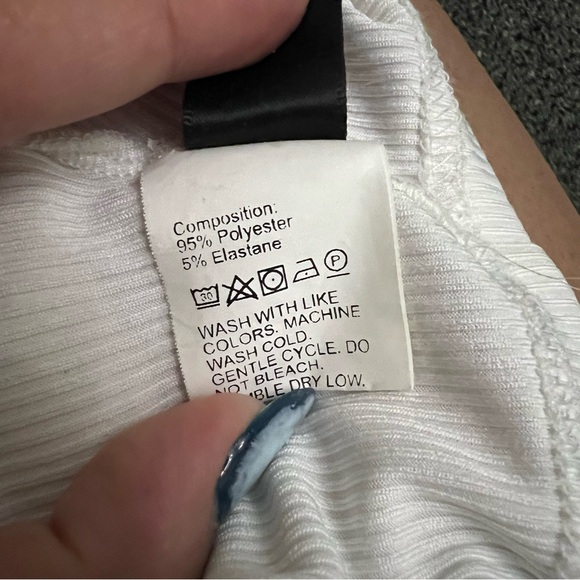 Composition:
95% Polyester
5% Elastane
30 P
WASH WITH LIKE
COLORS. MACHINE
WASH COLD.
GENTLE CYCLE. DO
NOT BLEACH.
DRY LOW.